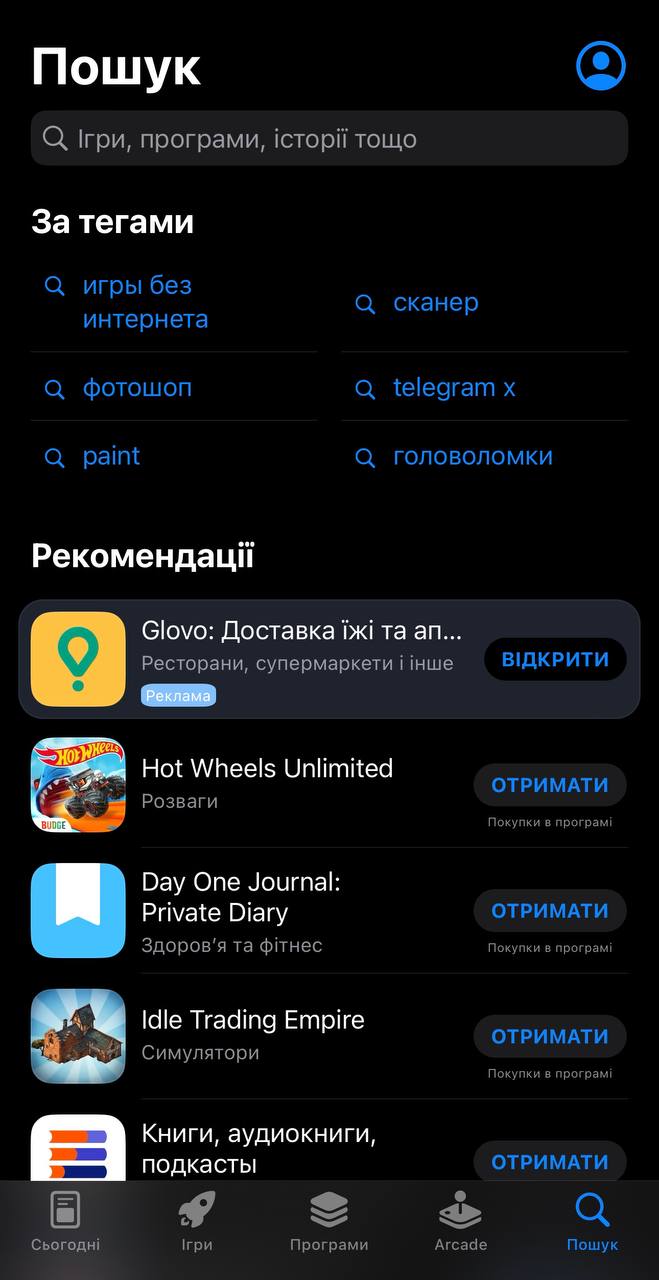 Пошук
Ігри, програми, історії тощо
За тегами
игры без
интернета
сканер
фотошоп
telegram x
paint
головоломки
Рекомендації
Glovo: Доставка їжі та ап...
Ресторани, супермаркети і інше
Реклама
ВІДКРИТИ
HOT WHEELS
BUDGE
Hot Wheels Unlimited
Розваги
ОТРИМАТИ
Покупки в програмі
Day One Journal:
Private Diary
Здоров’я та фітнес
ОТРИМАТИ
Покупки в програмі
Idle Trading Empire
Симулятори
ОТРИМАТИ
Покупки в програмі
Книги, аудиокниги,
подкасты
ОТРИМАТИ
Сьогодні
Ігри
Програми
Arcade
Пошук